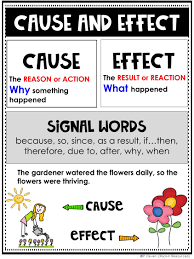 CAUSE AND EFFECT
CAUSE
The REASON or ACTION
Why something
happened
EFFECT
The RESULT or REACTION
What happened
SIGNAL WORDS
because, so, since, as a result, if...then,
therefore, due to, after, why, when
The gardener watered the flowers daily, so the
flowers were thriving.
CAUSE
EFFECT